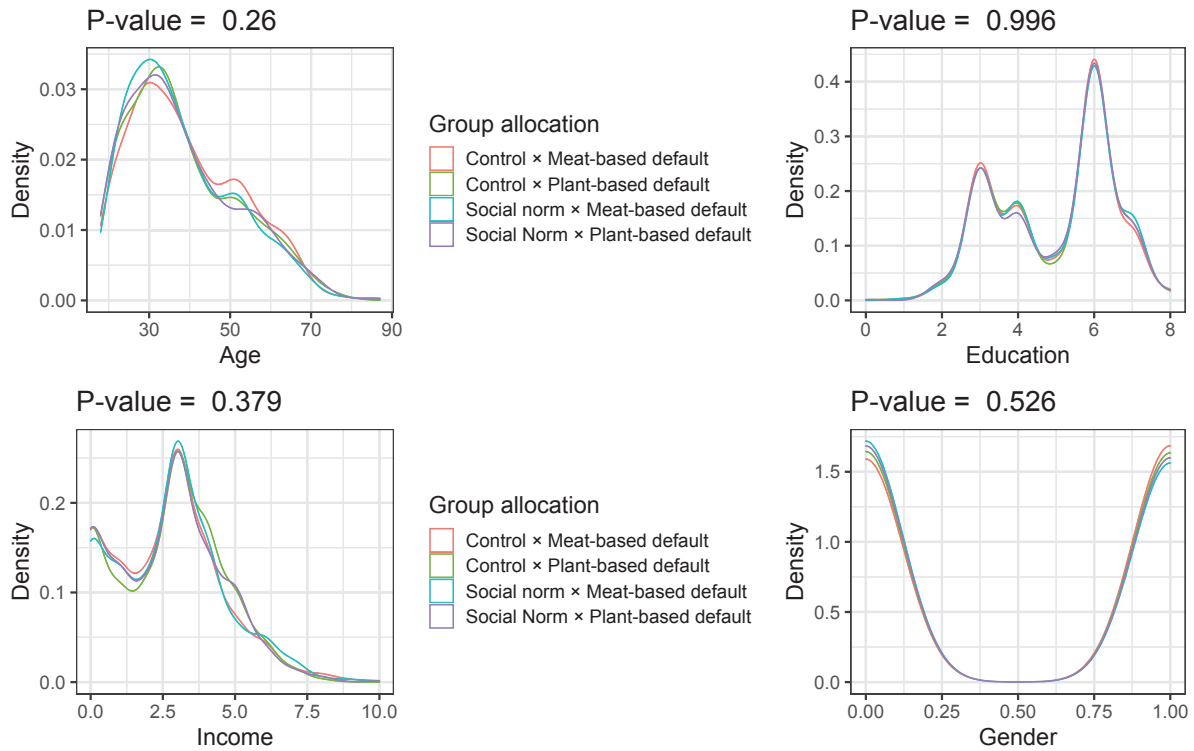 P-value =  0.26
0.03
0.02
0.01
0.00
Density
30
50
70
90
Age
Group allocation
Control × Meat-based default
Control × Plant-based default
Social norm × Meat-based default
Social Norm × Plant-based default
P-value =  0.996
0.4
0.3
0.2
0.1
0.0
Density
0
2
4
6
8
Education
P-value =  0.379
0.2
0.1
0.0
Density
0.0
2.5
5.0
7.5
10.0
Income
Group allocation
Control × Meat-based default
Control × Plant-based default
Social norm × Meat-based default
Social Norm × Plant-based default
P-value =  0.526
1.5
1.0
0.5
0.0
Density
0.00
0.25
0.50
0.75
1.00
Gender